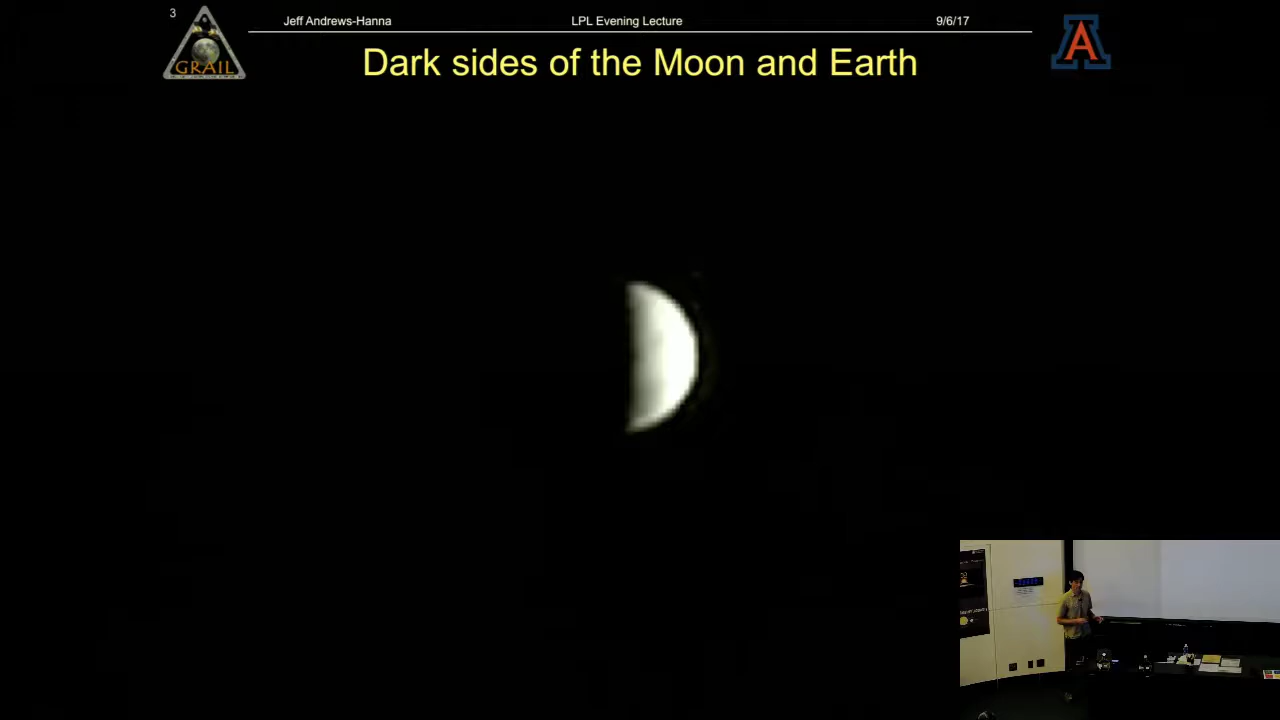 3
Jeff Andrews-Hanna
LPL Evening Lecture
9/6/17
GRAIL
A
Dark sides of the Moon and Earth